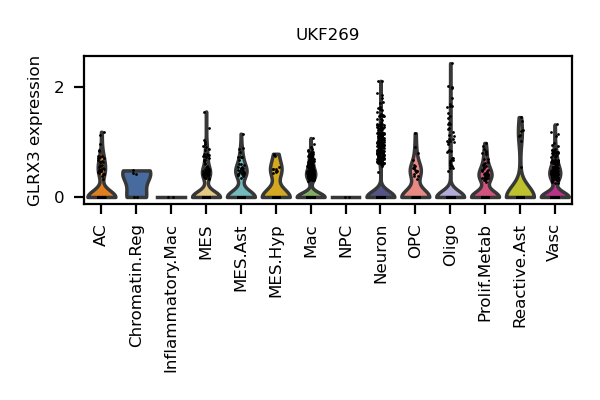 UKF269
GLRX3 expression
2
0
AC
Chromatin.Reg
Inflammatory.Mac
MES
MES.Ast
MES.Hyp
Mac
NPC
Neuron
OPC
Oligo
Prolif.Metab
Reactive.Ast
Vasc